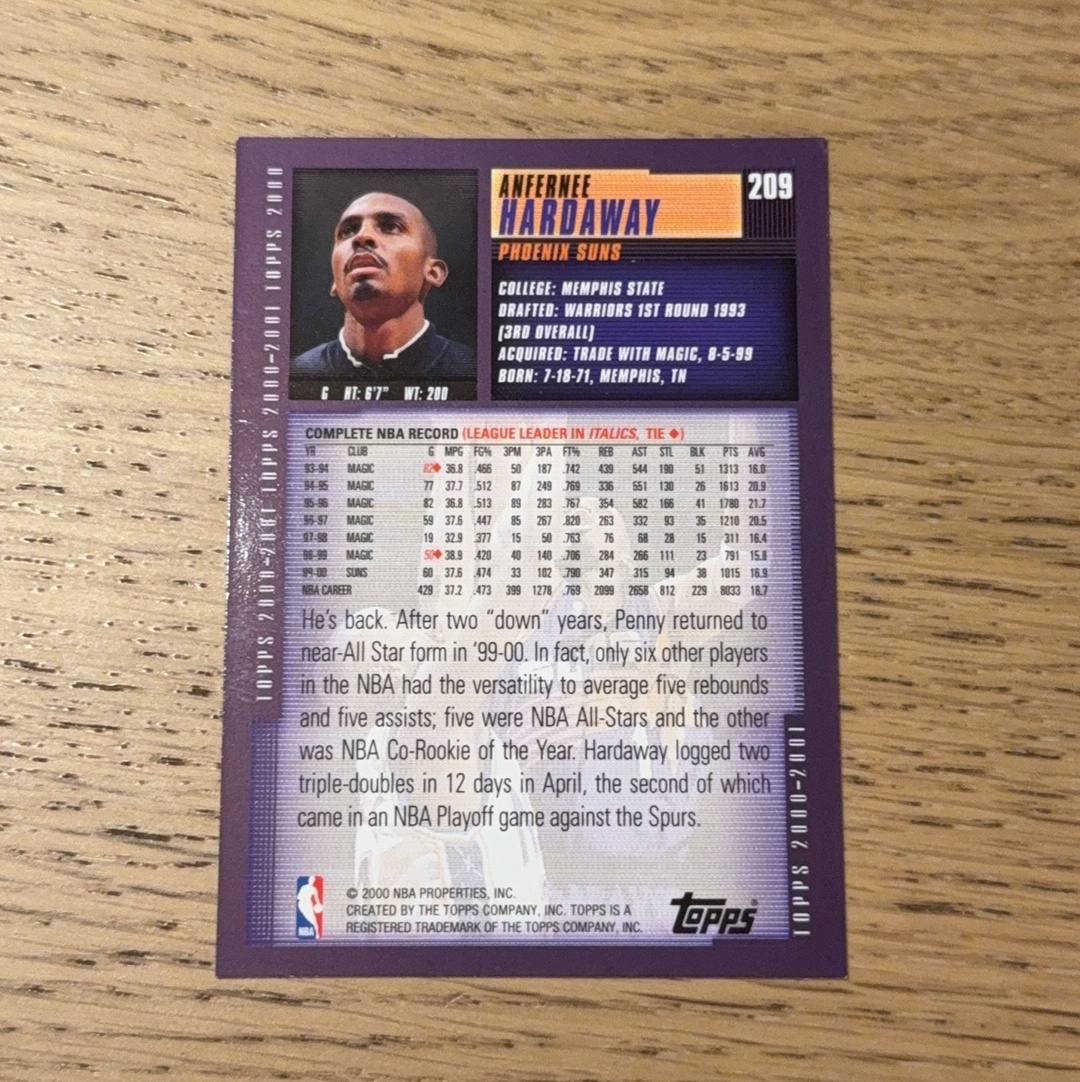 ANFERNEE
HARDAWAY
209
PHOENIX SUNS
COLLEGE: MEMPHIS STATE
DRAFTED: WARRIORS 1ST ROUND 1993
(3RD OVERALL)
ACQUIRED: TRADE WITH MAGIC, 8-5-99
BORN: 7-18-71, MEMPHIS, TN
G HT: 6'7" WT: 200
COMPLETE NBA RECORD (LEAGUE LEADER IN ITALICS, TIE ◆)
YR CLUB G MPG FG% 3PM 3PA FT% REB AST STL BLK PTS AVG
93-94 MAGIC 82◆ 36.8 .466 50 187 .742 439 544 190 51 1313 16.0
94-95 MAGIC 77 37.7 .512 87 249 .769 336 551 130 26 1613 20.9
95-96 MAGIC 82 36.8 .513 89 283 .767 354 582 166 41 1780 21.7
96-97 MAGIC 59 37.6 .447 85 267 .820 263 332 93 35 1210 20.5
97-98 MAGIC 19 32.9 .377 15 50 .763 76 68 28 15 311 16.4
98-99 MAGIC 50◆ 38.9 .420 40 140 .706 284 266 111 23 791 15.8
99-00 SUNS 60 37.6 .474 33 102 .790 347 315 94 38 1015 16.9
NBA CAREER 429 37.2 .473 399 1278 .769 2099 2658 812 229 8033 18.7
He's back. After two "down" years, Penny returned to
near-All Star form in '99-00. In fact, only six other players
in the NBA had the versatility to average five rebounds
and five assists; five were NBA All-Stars and the other
was NBA Co-Rookie of the Year. Hardaway logged two
triple-doubles in 12 days in April, the second of which
came in an NBA Playoff game against the Spurs.
NBA
© 2000 NBA PROPERTIES, INC.
CREATED BY THE TOPPS COMPANY, INC. TOPPS IS A
REGISTERED TRADEMARK OF THE TOPPS COMPANY, INC.
Topps®
TOPPS 2000-2001 TOPPS 2000-2001 TOPPS 2000
TOPPS 2000-2001